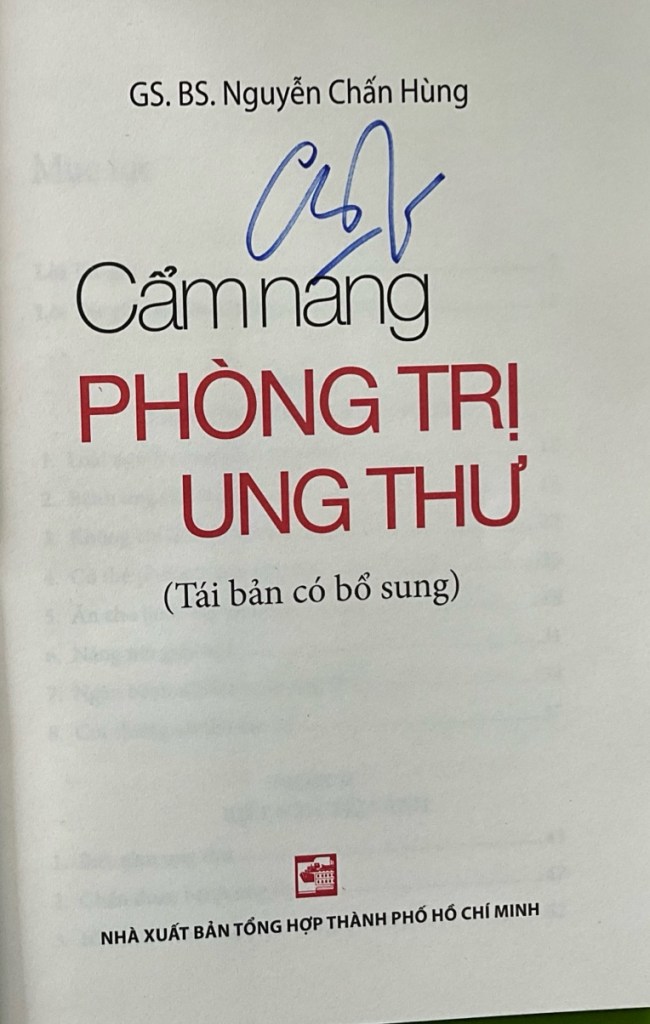 GS. BS. Nguyễn Chấn Hùng
Cẩm nang
PHÒNG TRỊ
UNG THƯ
(Tái bản có bổ sung)
NHÀ XUẤT BẢN TỔNG HỢP THÀNH PHỐ HỒ CHÍ MINH